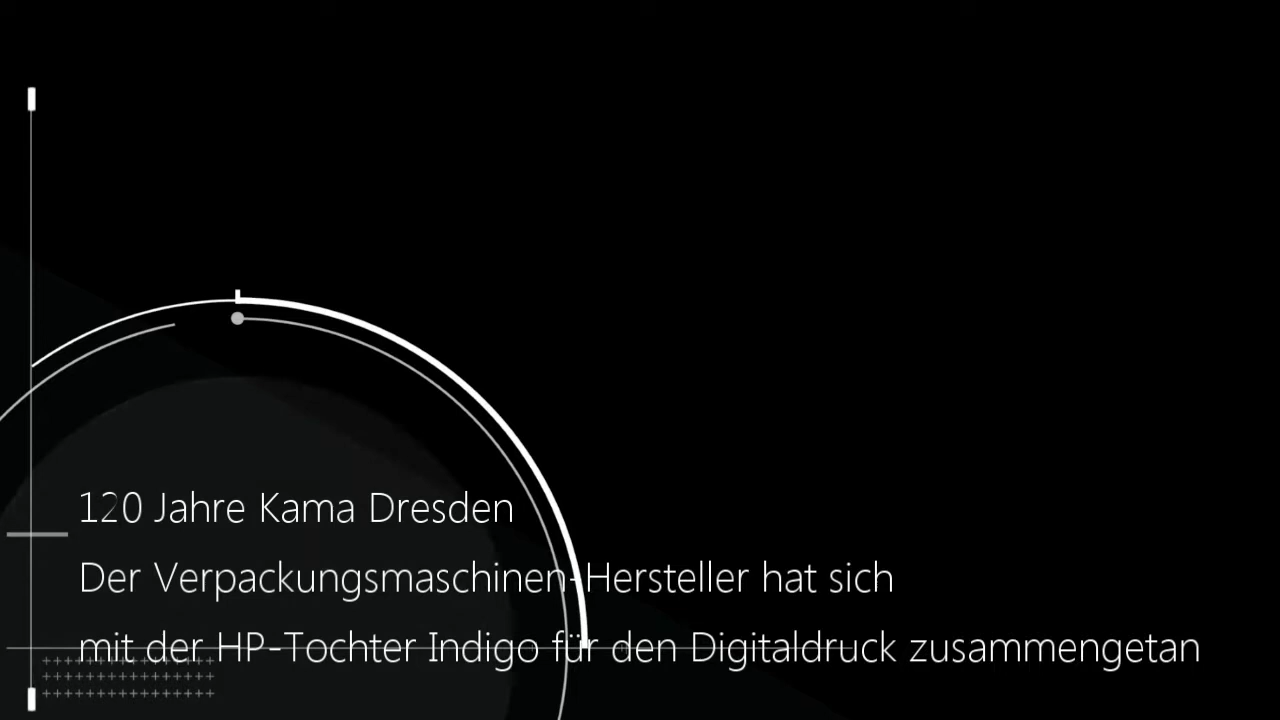 120 Jahre Kama Dresden
Der Verpackungsmaschinen-Hersteller hat sich
mit der HP-Tochter Indigo für den Digitaldruck zusammengetan